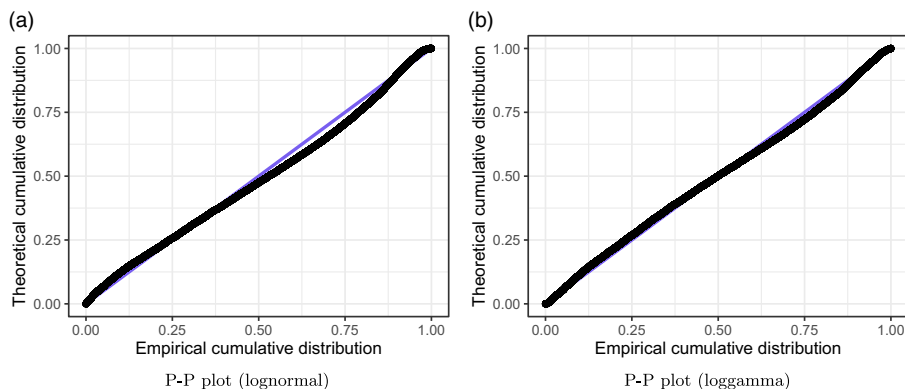 (a)
1.00
0.75
0.50
0.25
0.00
Theoretical cumulative distribution
0.00 0.25 0.50 0.75 1.00
Empirical cumulative distribution
P-P plot (lognormal)
(b)
1.00
0.75
0.50
0.25
0.00
Theoretical cumulative distribution
0.00 0.25 0.50 0.75 1.00
Empirical cumulative distribution
P-P plot (loggamma)